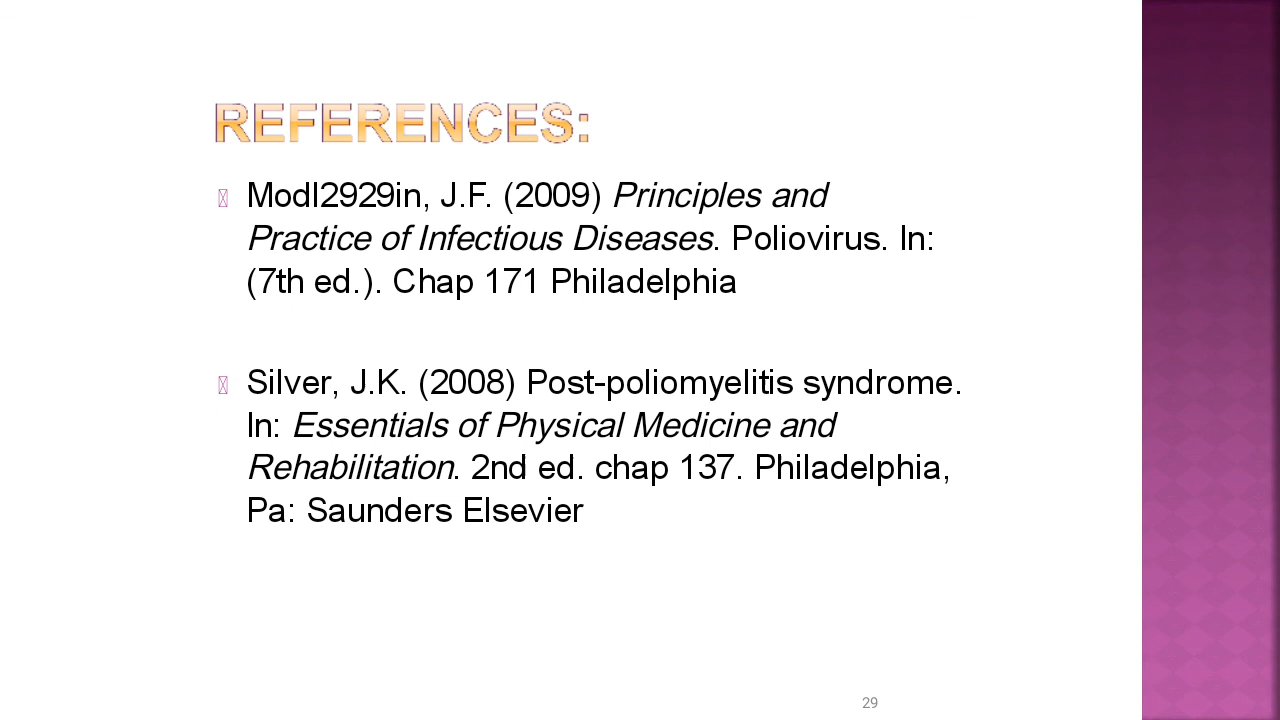 REFERENCES:
Modl2929in, J.F. (2009) Principles and
Practice of Infectious Diseases. Poliovirus. In:
(7th ed.). Chap 171 Philadelphia
Silver, J.K. (2008) Post-poliomyelitis syndrome.
In: Essentials of Physical Medicine and
Rehabilitation. 2nd ed. chap 137. Philadelphia,
Pa: Saunders Elsevier
29